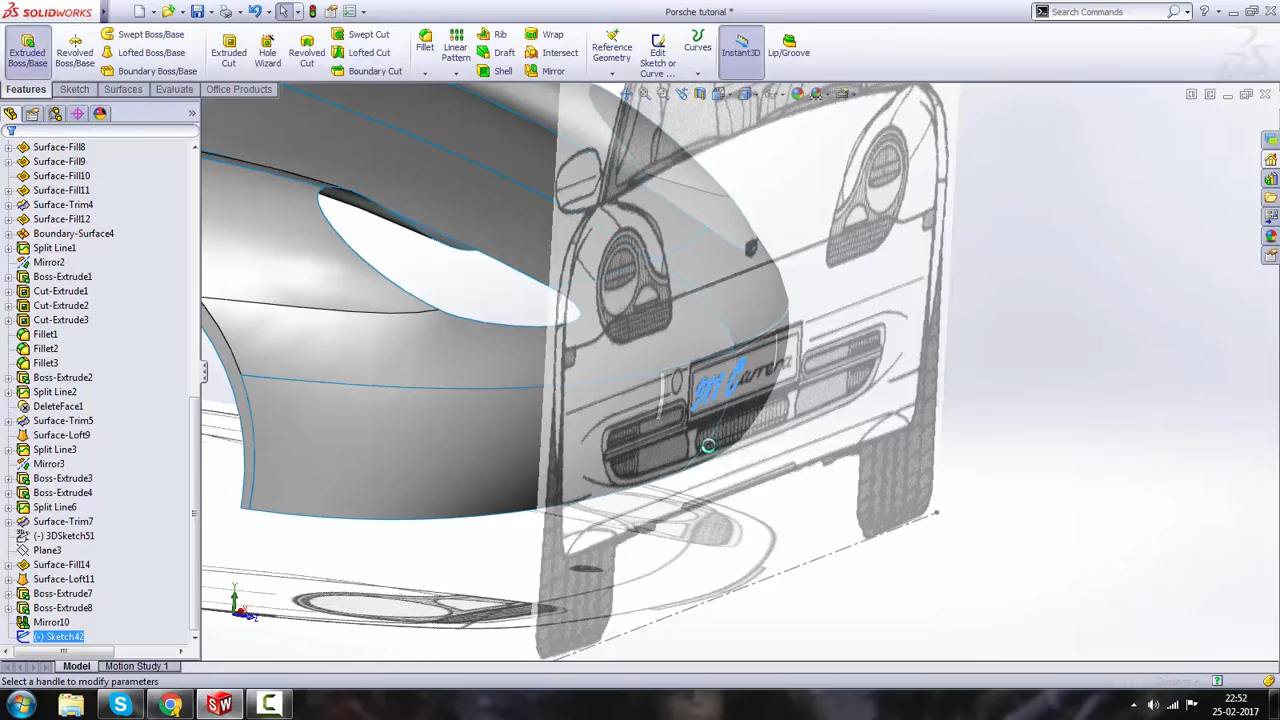 SOLIDWORKS
Porsche tutorial *
Search Commands
Extruded Boss/Base
Revolved Boss/Base
Swept Boss/Base
Lofted Boss/Base
Boundary Boss/Base
Extruded Cut
Hole Wizard
Revolved Cut
Swept Cut
Lofted Cut
Boundary Cut
Fillet
Linear Pattern
Rib
Draft
Shell
Wrap
Intersect
Mirror
Reference Geometry
Edit Sketch or Curve ...
Curves
Instant3D
Lip/Groove
Features
Sketch
Surfaces
Evaluate
Office Products
Surface-Fill8
Surface-Fill9
Surface-Fill10
Surface-Fill11
Surface-Trim4
Surface-Fill12
Boundary-Surface4
Split Line1
Mirror2
Boss-Extrude1
Cut-Extrude1
Cut-Extrude2
Cut-Extrude3
Fillet1
Fillet2
Fillet3
Boss-Extrude2
Split Line2
DeleteFace1
Surface-Trim5
Surface-Loft9
Split Line3
Mirror3
Boss-Extrude3
Boss-Extrude4
Split Line6
Surface-Trim7
(-) 3DSketch51
Plane3
Surface-Fill14
Surface-Loft11
Boss-Extrude7
Boss-Extrude8
Mirror10
(-) Sketch42
911 Carrera
Y
Z
Model
Motion Study 1
Select a handle to modify parameters
22:52
25-02-2017